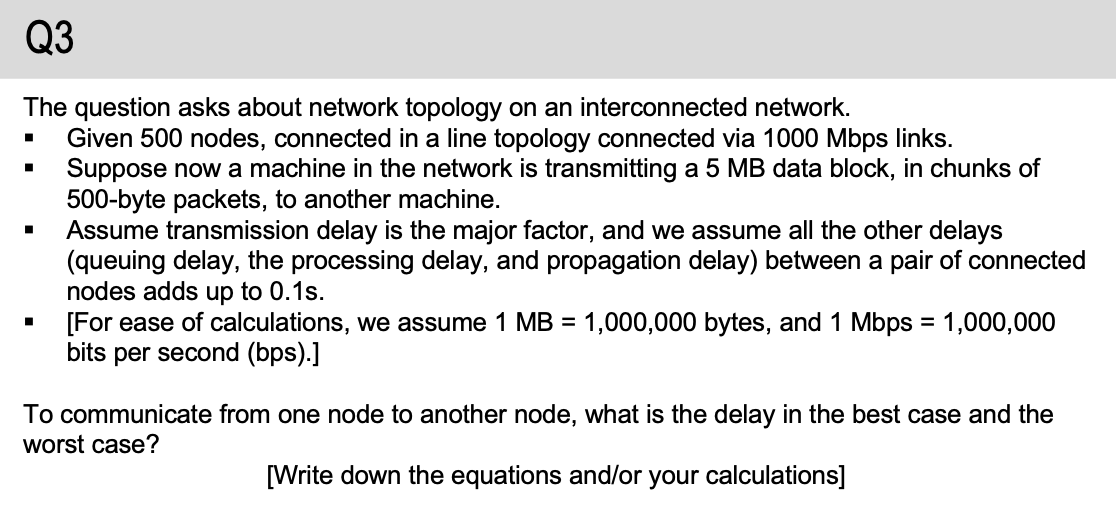 Q3
The question asks about network topology on an interconnected network.
▪ Given 500 nodes, connected in a line topology connected via 1000 Mbps links.
▪ Suppose now a machine in the network is transmitting a 5 MB data block, in chunks of
500-byte packets, to another machine.
▪ Assume transmission delay is the major factor, and we assume all the other delays
(queuing delay, the processing delay, and propagation delay) between a pair of connected
nodes adds up to 0.1s.
▪ [For ease of calculations, we assume 1 MB = 1,000,000 bytes, and 1 Mbps = 1,000,000
bits per second (bps).]
To communicate from one node to another node, what is the delay in the best case and the
worst case?
[Write down the equations and/or your calculations]